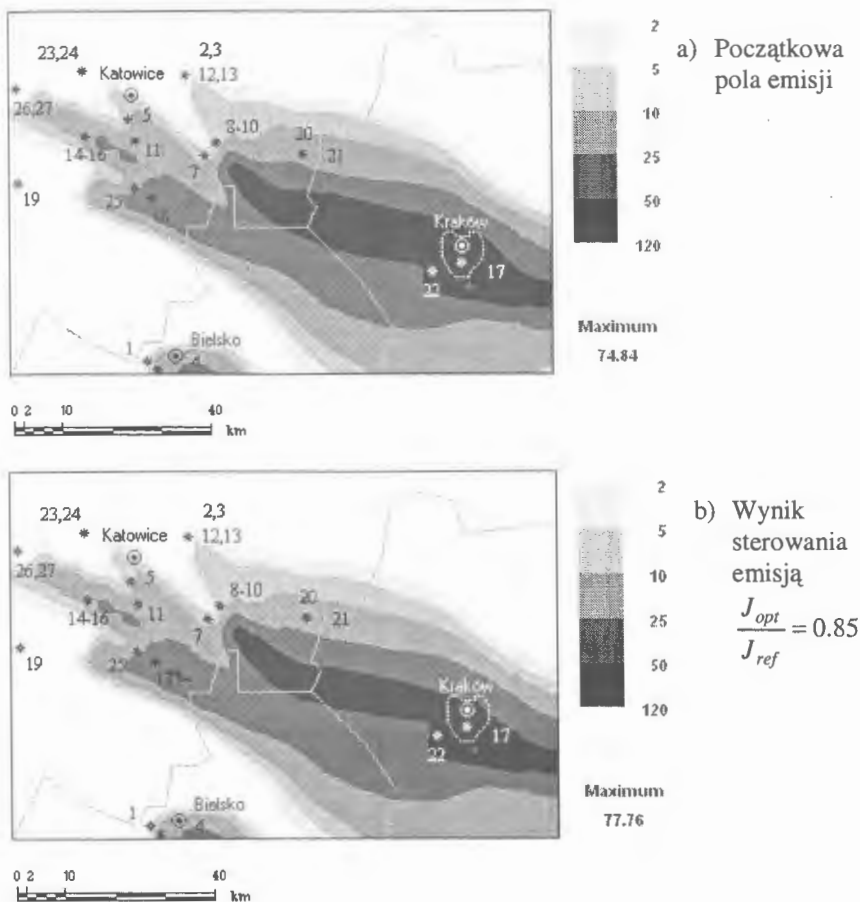 23,24
2,3
Katowice
12,13
26,27
5
8-10
14-16
11
7
20
21
19
25
Kraków
22
17
1
Bielsko
4
0 2 10 40
km
2
5
10
25
50
120
Maximum
74.84
a) Początkowa
pola emisji
23,24
2,3
Katowice
12,13
26,27
5
8-10
14-16
11
7
20
21
19
25
Kraków
22
17
1
Bielsko
4
0 2 10 40
km
2
5
10
25
50
120
Maximum
77.76
b) Wynik
sterowania
emisją
J_opt / J_ref = 0.85